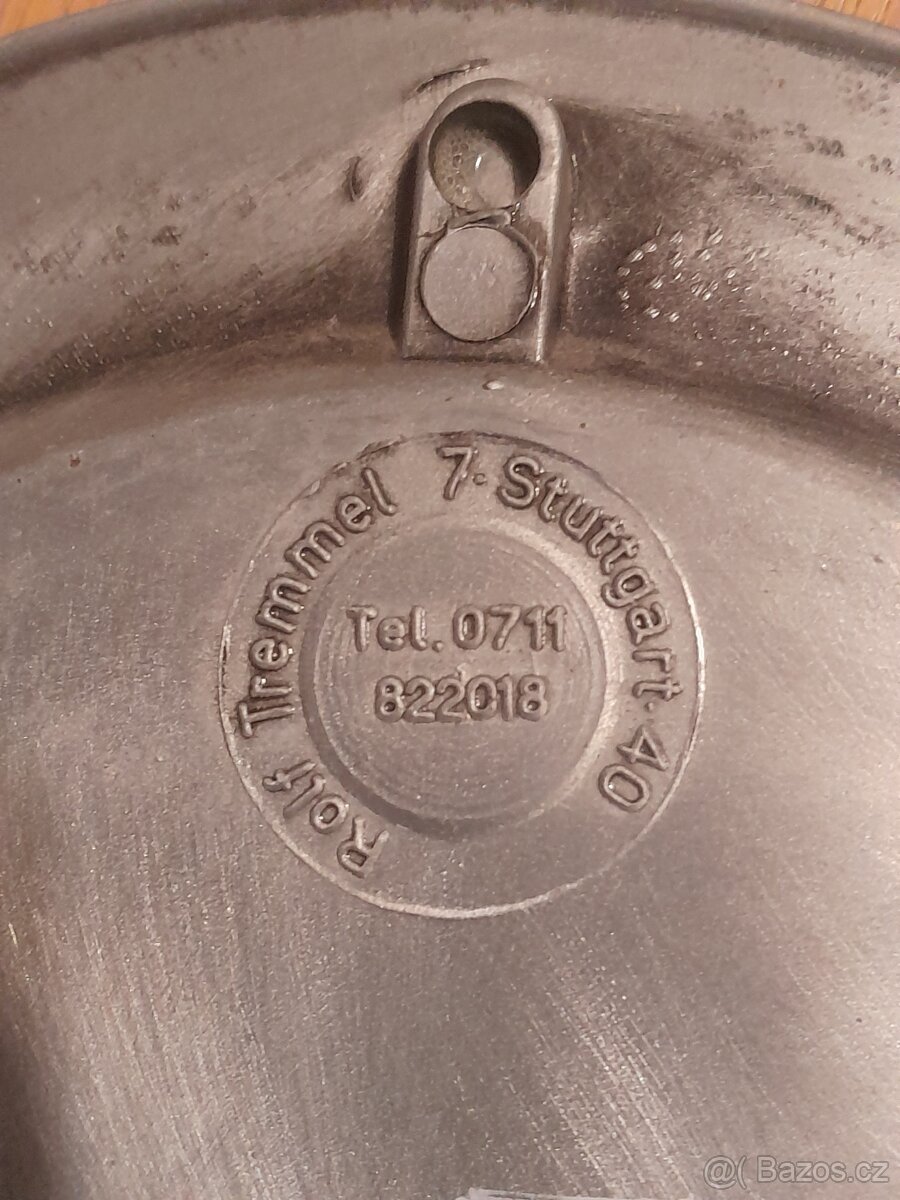 Rolf Tremmel 7. Stuttgart. 40
Tel. 0711
822018
@( Bazos.cz